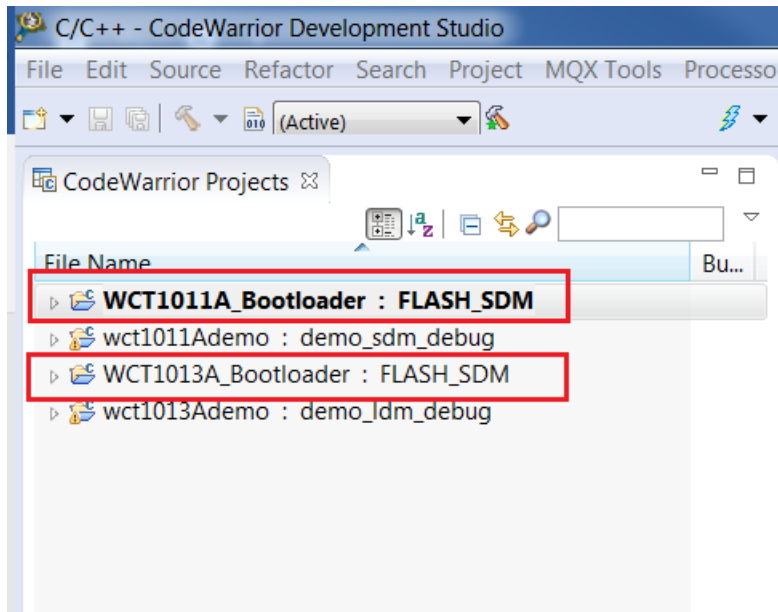 C/C++ - CodeWarrior Development Studio
File Edit Source Refactor Search Project MQX Tools Processo
010 (Active)
CodeWarrior Projects
a z
File Name Bu...
WCT1011A_Bootloader : FLASH_SDM
wct1011Ademo : demo_sdm_debug
WCT1013A_Bootloader : FLASH_SDM
wct1013Ademo : demo_ldm_debug